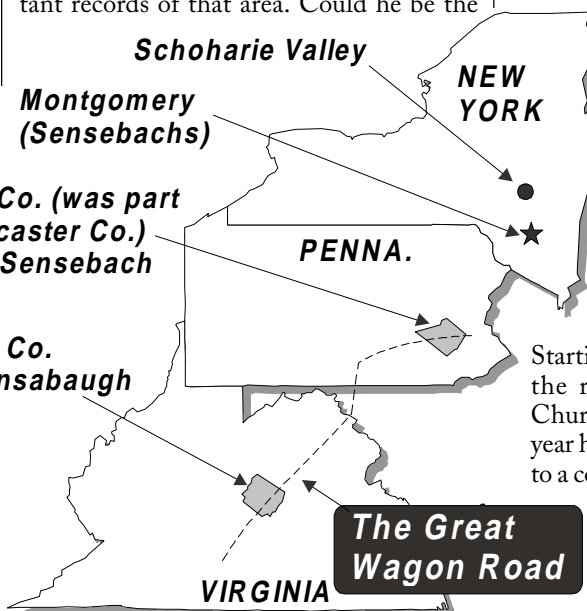 tant records of that area. Could he be the
Schoharie Valley
NEW
YORK
Montgomery
(Sensebachs)
Co. (was part
caster Co.)
Sensebach
PENNA.
Co.
nsabaugh
Starti
the r
Chur
year h
to a co
The Great
Wagon Road
VIRGINIA